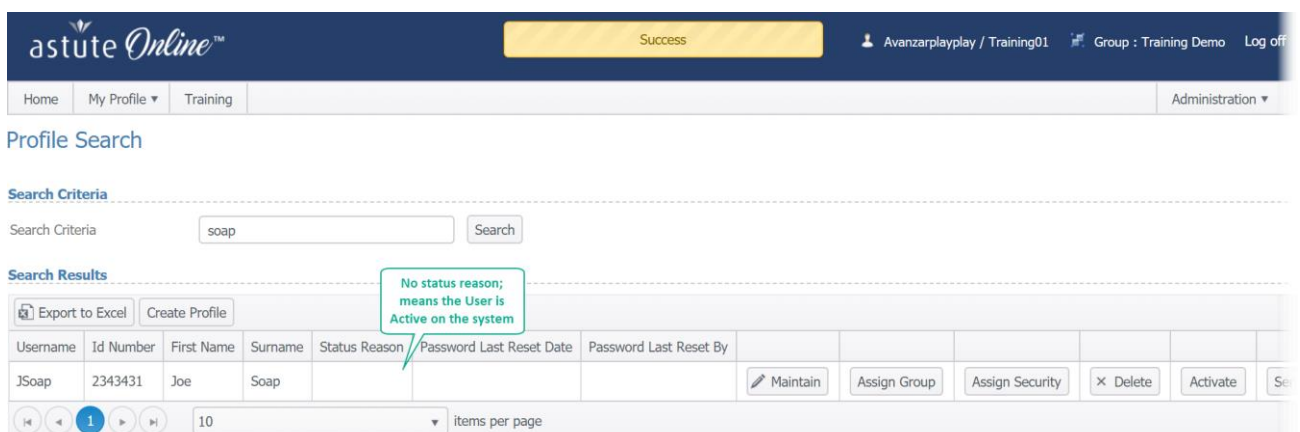 astute Online™
Success
Avanzarplayplay / Training01 Group : Training Demo Log off
Home My Profile Training Administration
Profile Search
Search Criteria
Search Criteria soap Search
Search Results
No status reason;
means the User is
Active on the system
Export to Excel Create Profile
Username Id Number First Name Surname Status Reason Password Last Reset Date Password Last Reset By
JSoap 2343431 Joe Soap Maintain Assign Group Assign Security Delete Activate
1 10 items per page